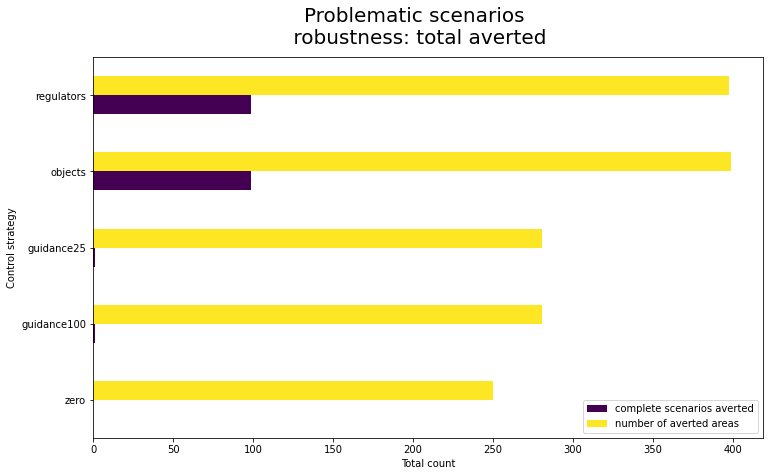 Problematic scenarios
robustness: total averted
Control strategy
regulators
objects
guidance25
guidance100
zero
0 50 100 150 200 250 300 350 400
Total count
complete scenarios averted
number of averted areas